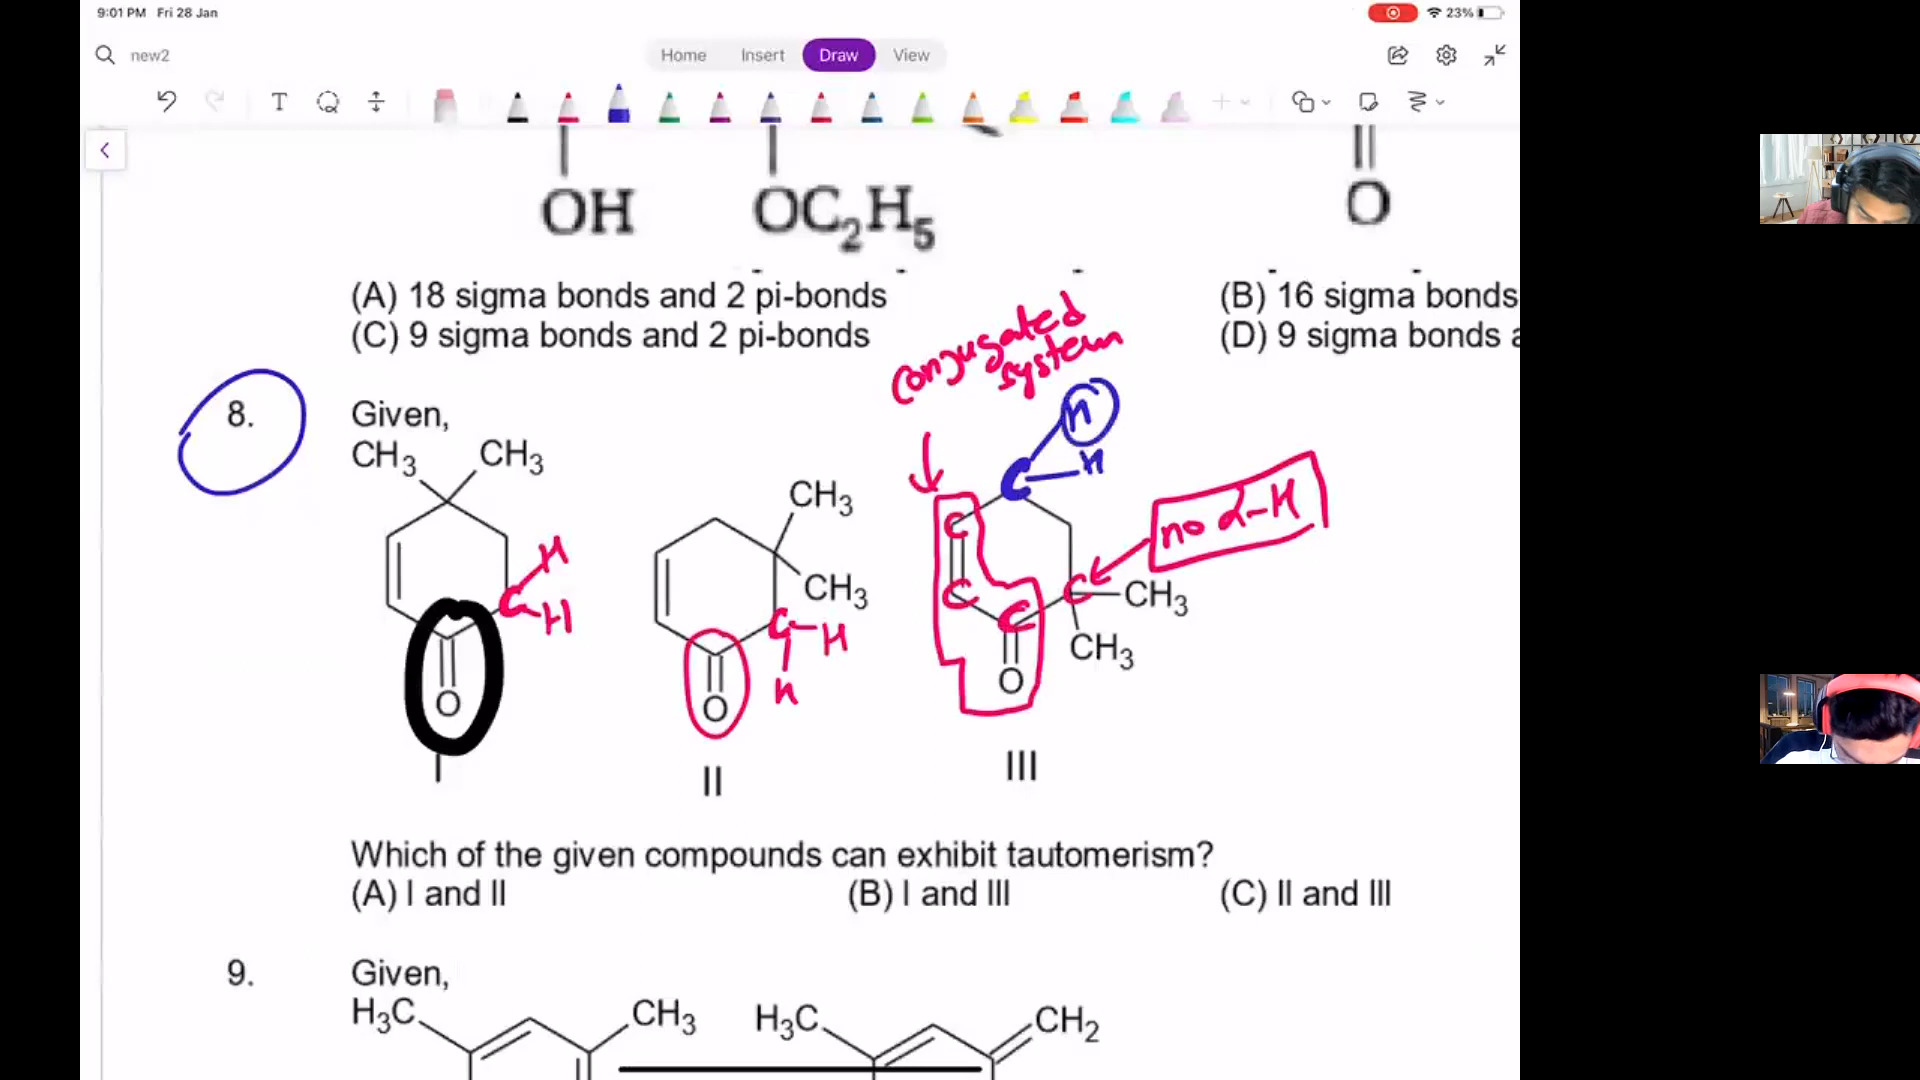 9:01 PM Fri 28 Jan
23%
new2
Home Insert Draw View
T
OH
OC₂H₅
O
(A) 18 sigma bonds and 2 pi-bonds
(B) 16 sigma bonds
(C) 9 sigma bonds and 2 pi-bonds
(D) 9 sigma bonds
conjugated
system
8. Given,
CH₃ CH₃
H
H
O
I
CH₃
CH₃
C-H
H
O
II
H
C H
C
C
C
C
no α-H
CH₃
CH₃
O
III
Which of the given compounds can exhibit tautomerism?
(A) I and II
(B) I and III
(C) II and III
9. Given,
H₃C CH₃
H₃C CH₂